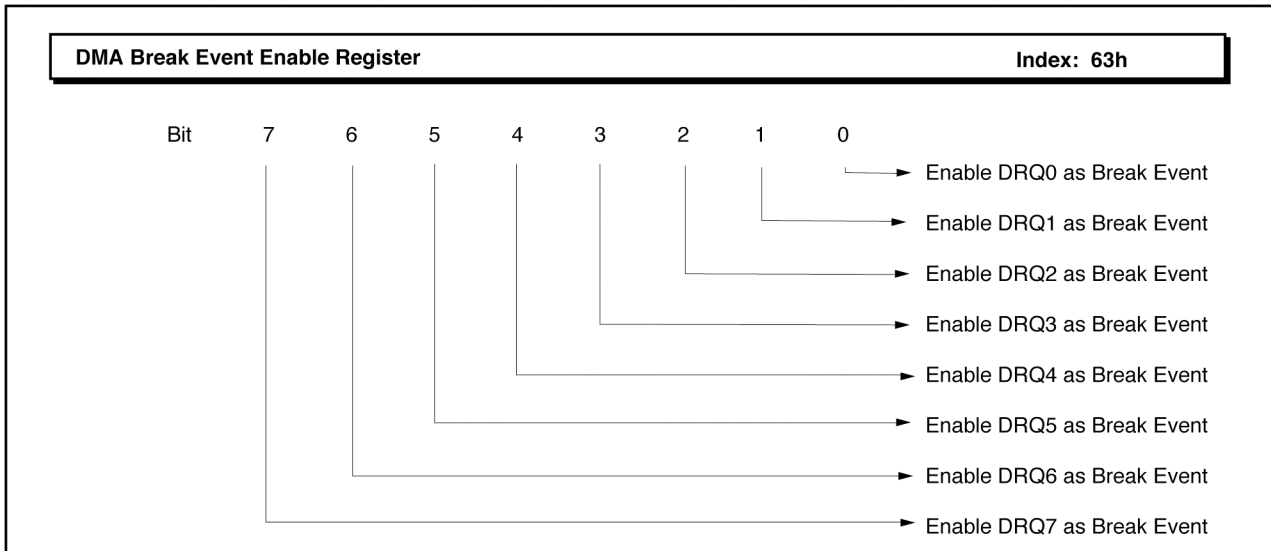 DMA Break Event Enable Register Index: 63h
Bit 7 6 5 4 3 2 1 0
Enable DRQ0 as Break Event
Enable DRQ1 as Break Event
Enable DRQ2 as Break Event
Enable DRQ3 as Break Event
Enable DRQ4 as Break Event
Enable DRQ5 as Break Event
Enable DRQ6 as Break Event
Enable DRQ7 as Break Event